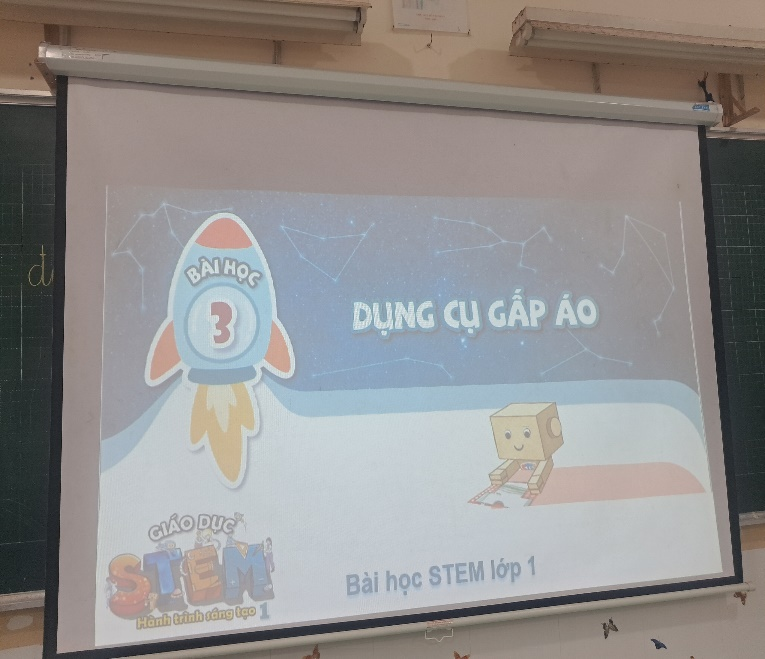 BÀI HỌC
3
DỤNG CỤ GẤP ÁO
GIÁO DỤC
STEM
Hành trình sáng tạo 1
Bài học STEM lớp 1
đ